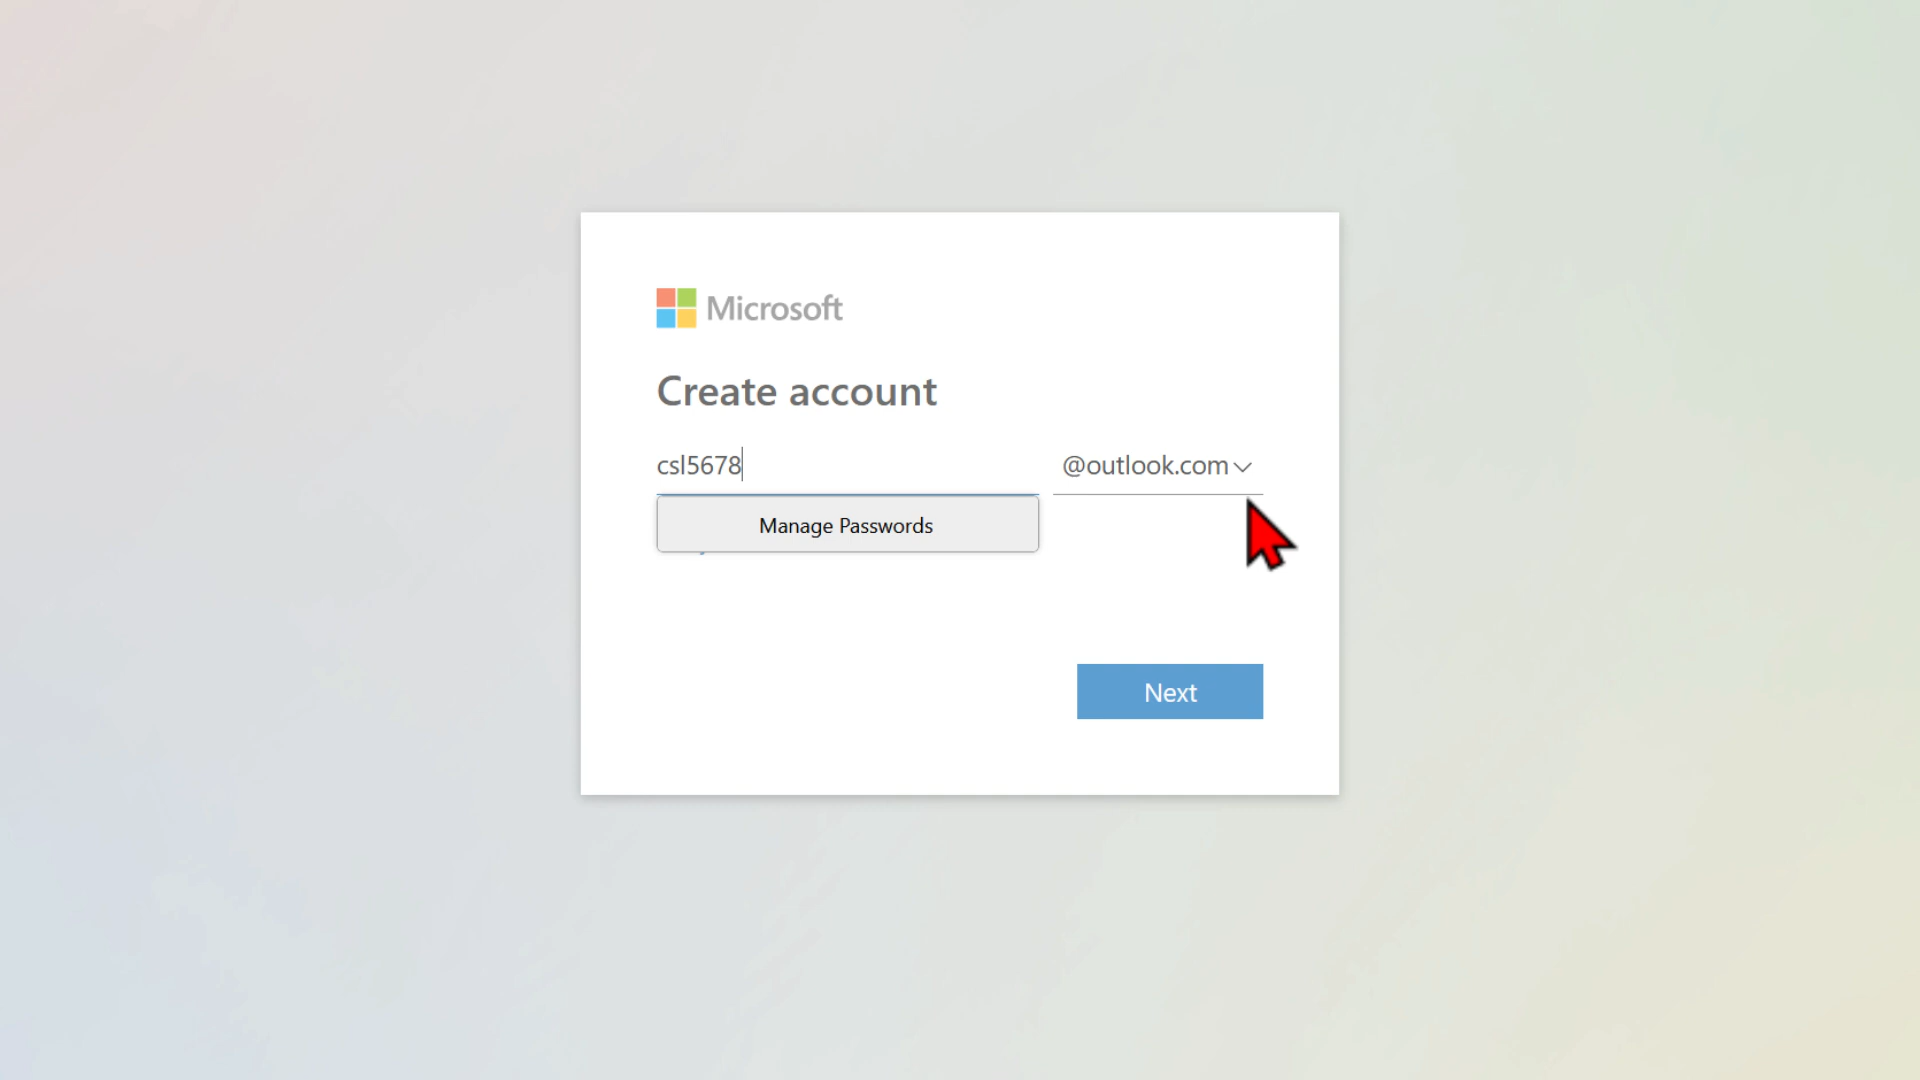 Microsoft
Create account
csl5678 @outlook.com
Manage Passwords
Next